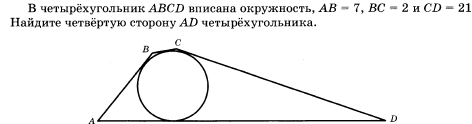 В четырёхугольник ABCD вписана окружность, AB = 7, BC = 2 и CD = 21
Найдите четвёртую сторону AD четырёхугольника.
B
C
A
D